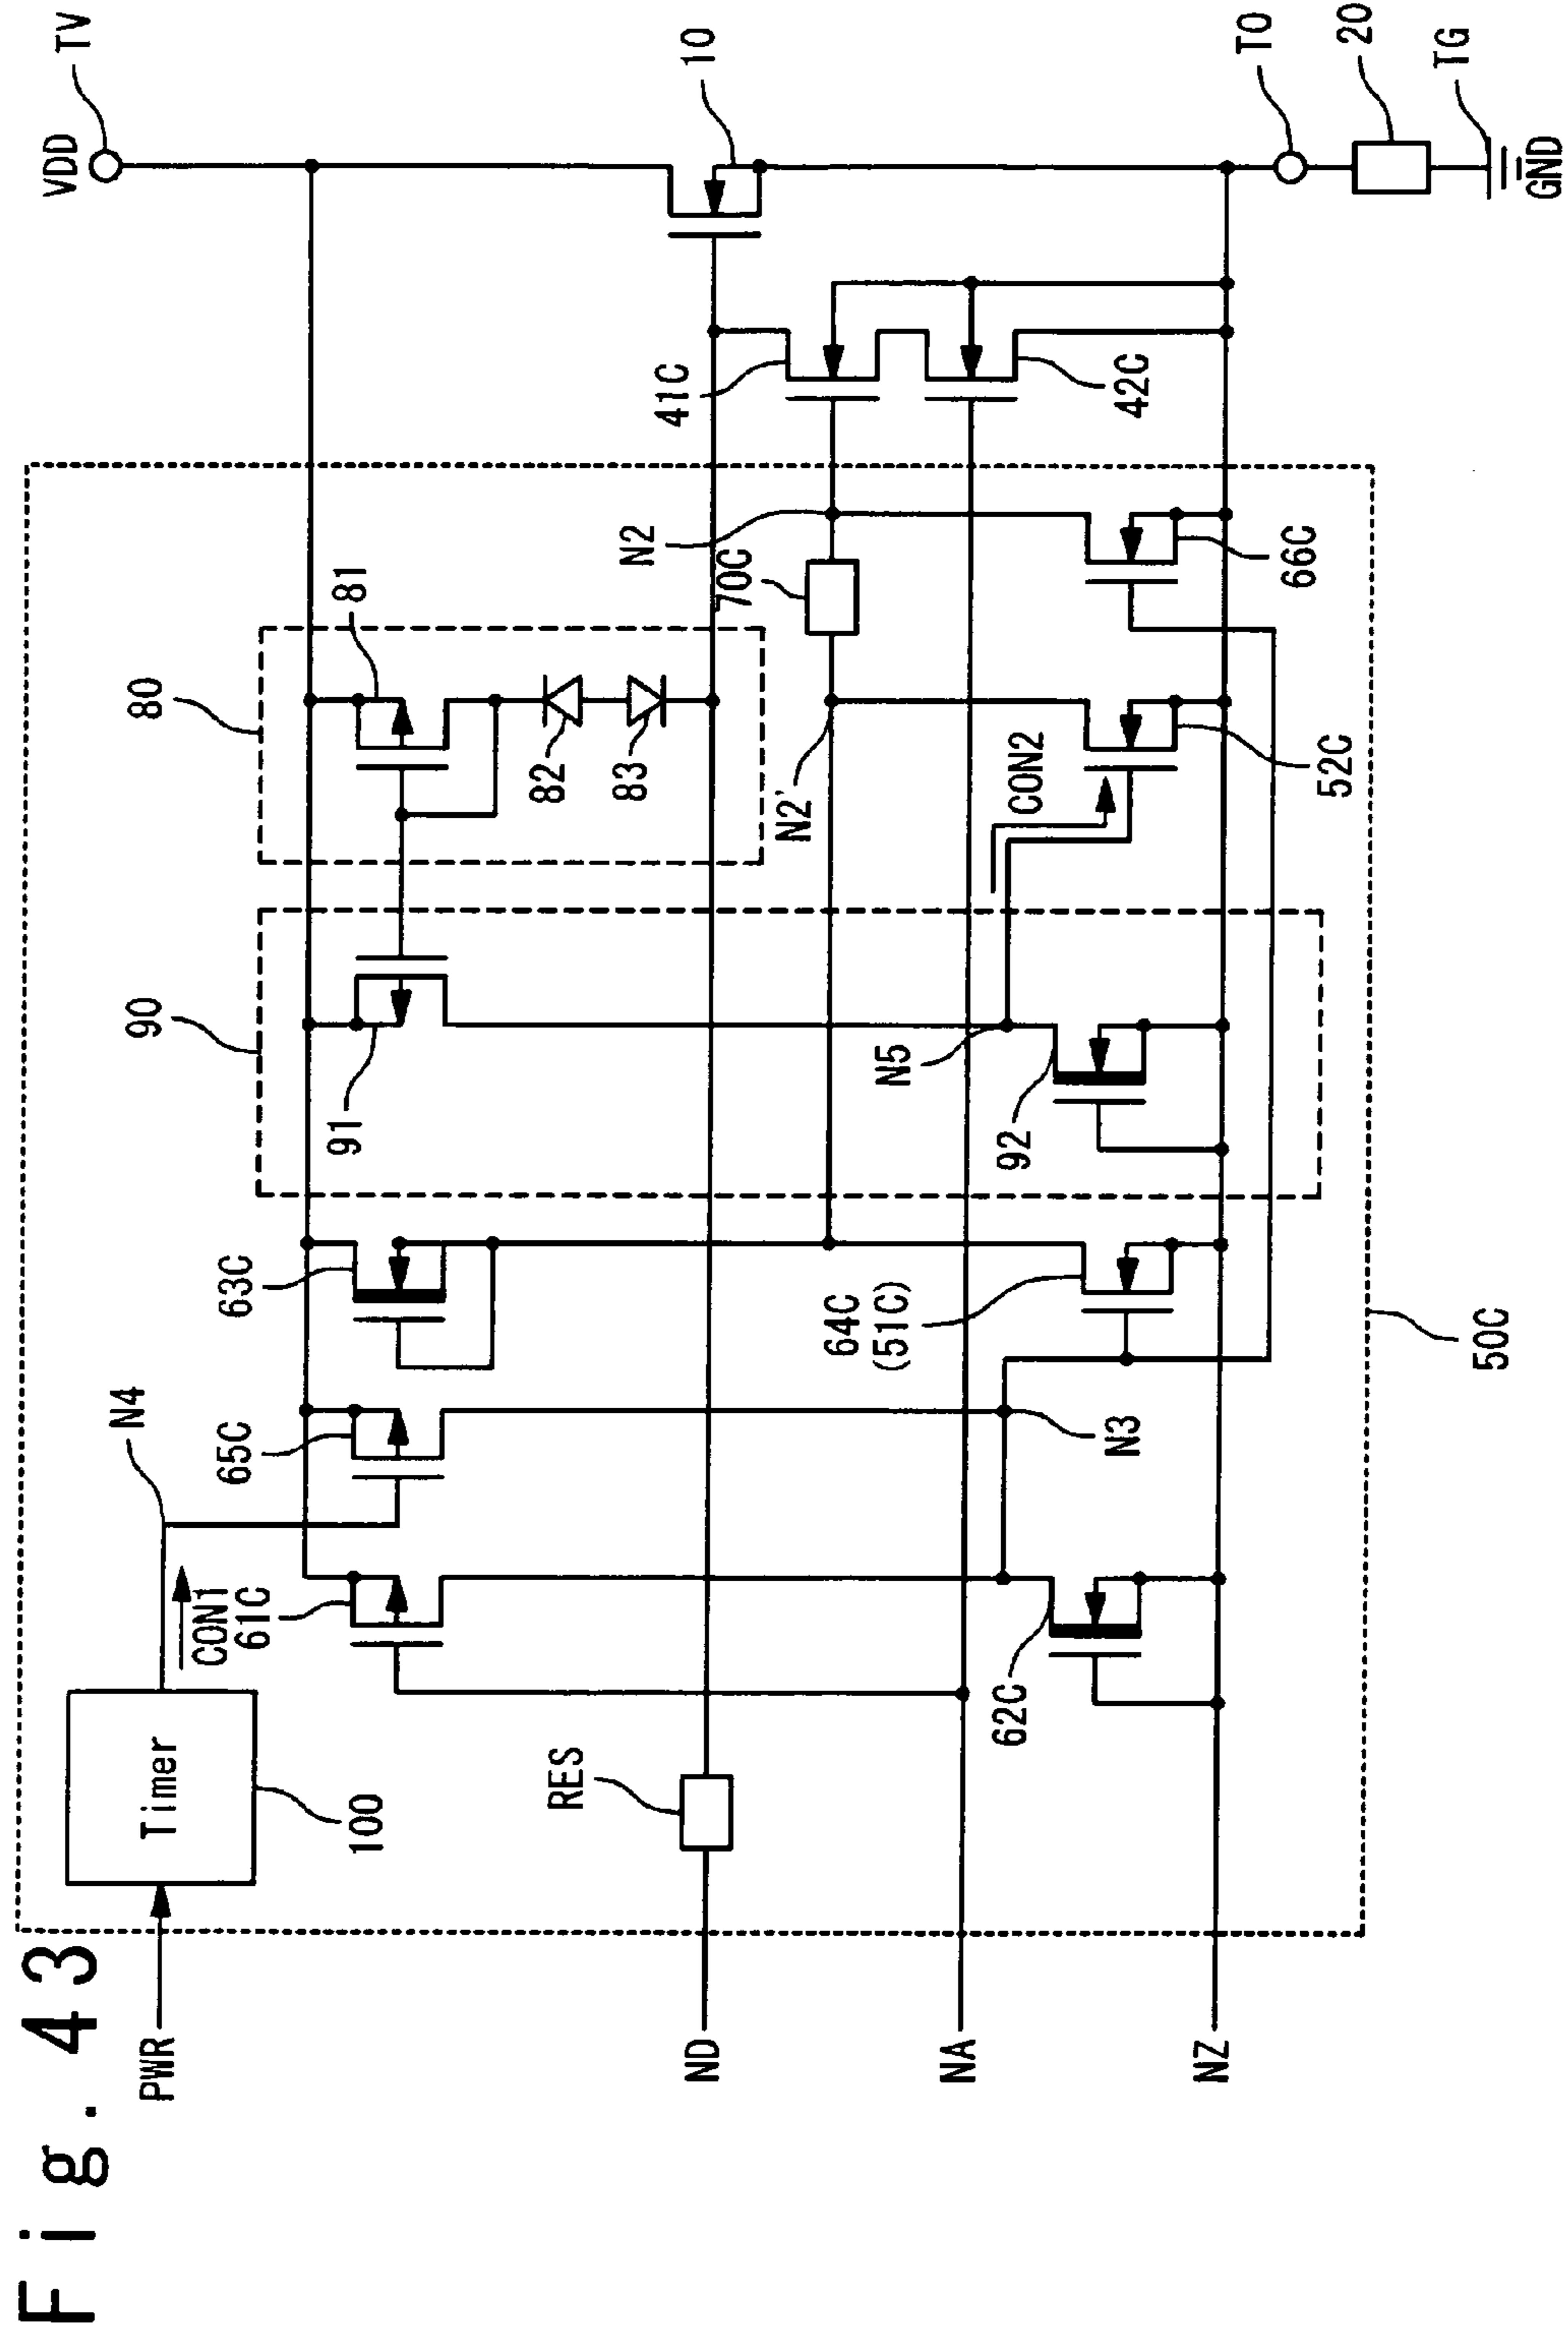 Fig. 43
VDD
TV
PWR
Timer
100
CON1
N4
61C
65C
63C
90
91
80
81
82
83
10
RES
ND
N2
70C
N2'
41C
42C
NA
N5
CON2
92
52C
66C
64C
(51C)
N3
62C
NZ
50C
TO
20
TG
GND